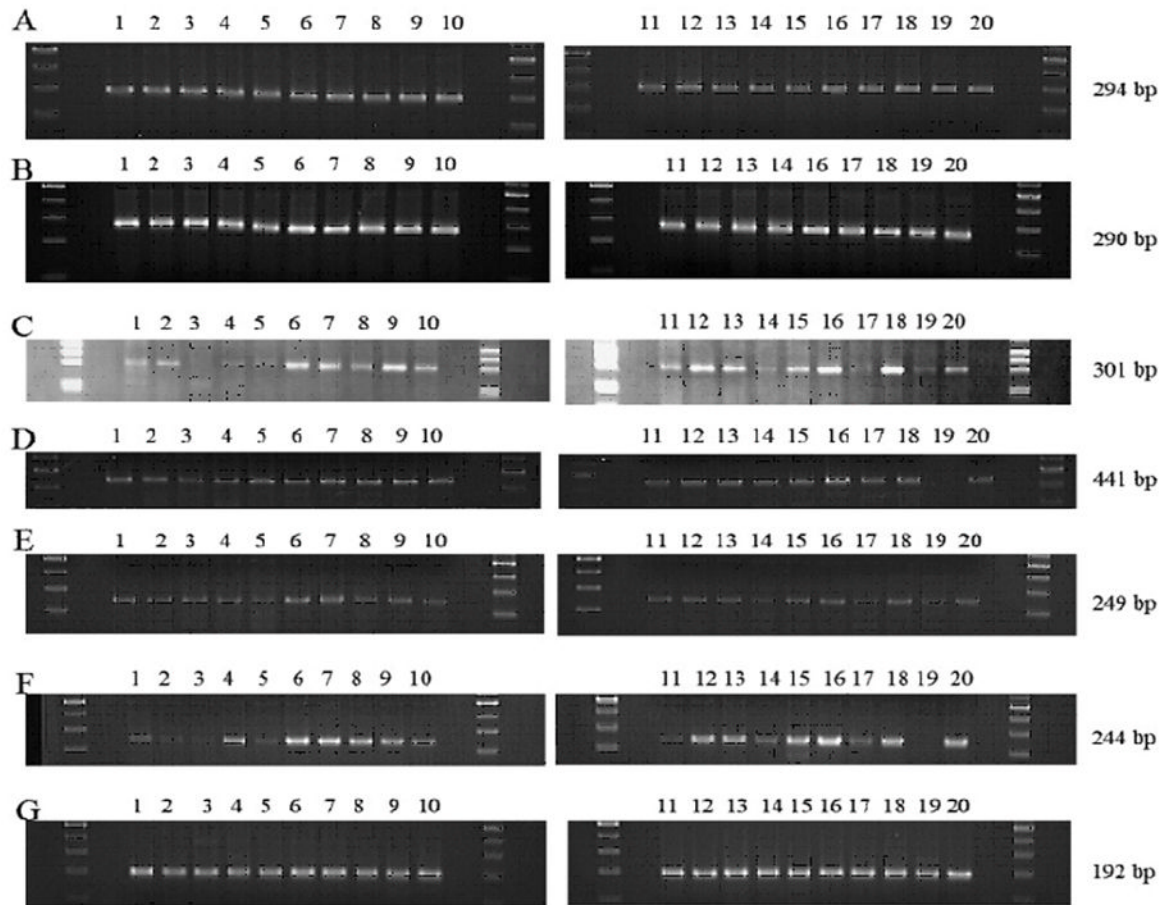 A 1 2 3 4 5 6 7 8 9 10 11 12 13 14 15 16 17 18 19 20
294 bp
B 1 2 3 4 5 6 7 8 9 10 11 12 13 14 16 17 18 19 20
290 bp
C 1 2 3 4 5 6 7 8 9 10 11 12 13 14 15 16 17 18 19 20
301 bp
D 1 2 3 4 5 6 7 8 9 10 11 12 13 14 15 16 17 18 19 20
441 bp
E 1 2 3 4 5 6 7 8 9 10 11 12 13 14 15 16 17 18 19 20
249 bp
F 1 2 3 4 5 6 7 8 9 10 11 12 13 14 15 16 17 18 19 20
244 bp
G 1 2 3 4 5 6 7 8 9 10 11 12 13 14 15 16 17 18 19 20
192 bp